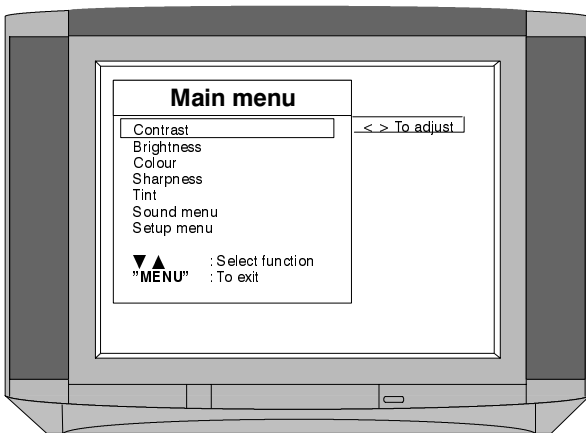 Main menu
Contrast
< > To adjust
Brightness
Colour
Sharpness
Tint
Sound menu
Setup menu
▼ ▲ : Select function
"MENU" : To exit